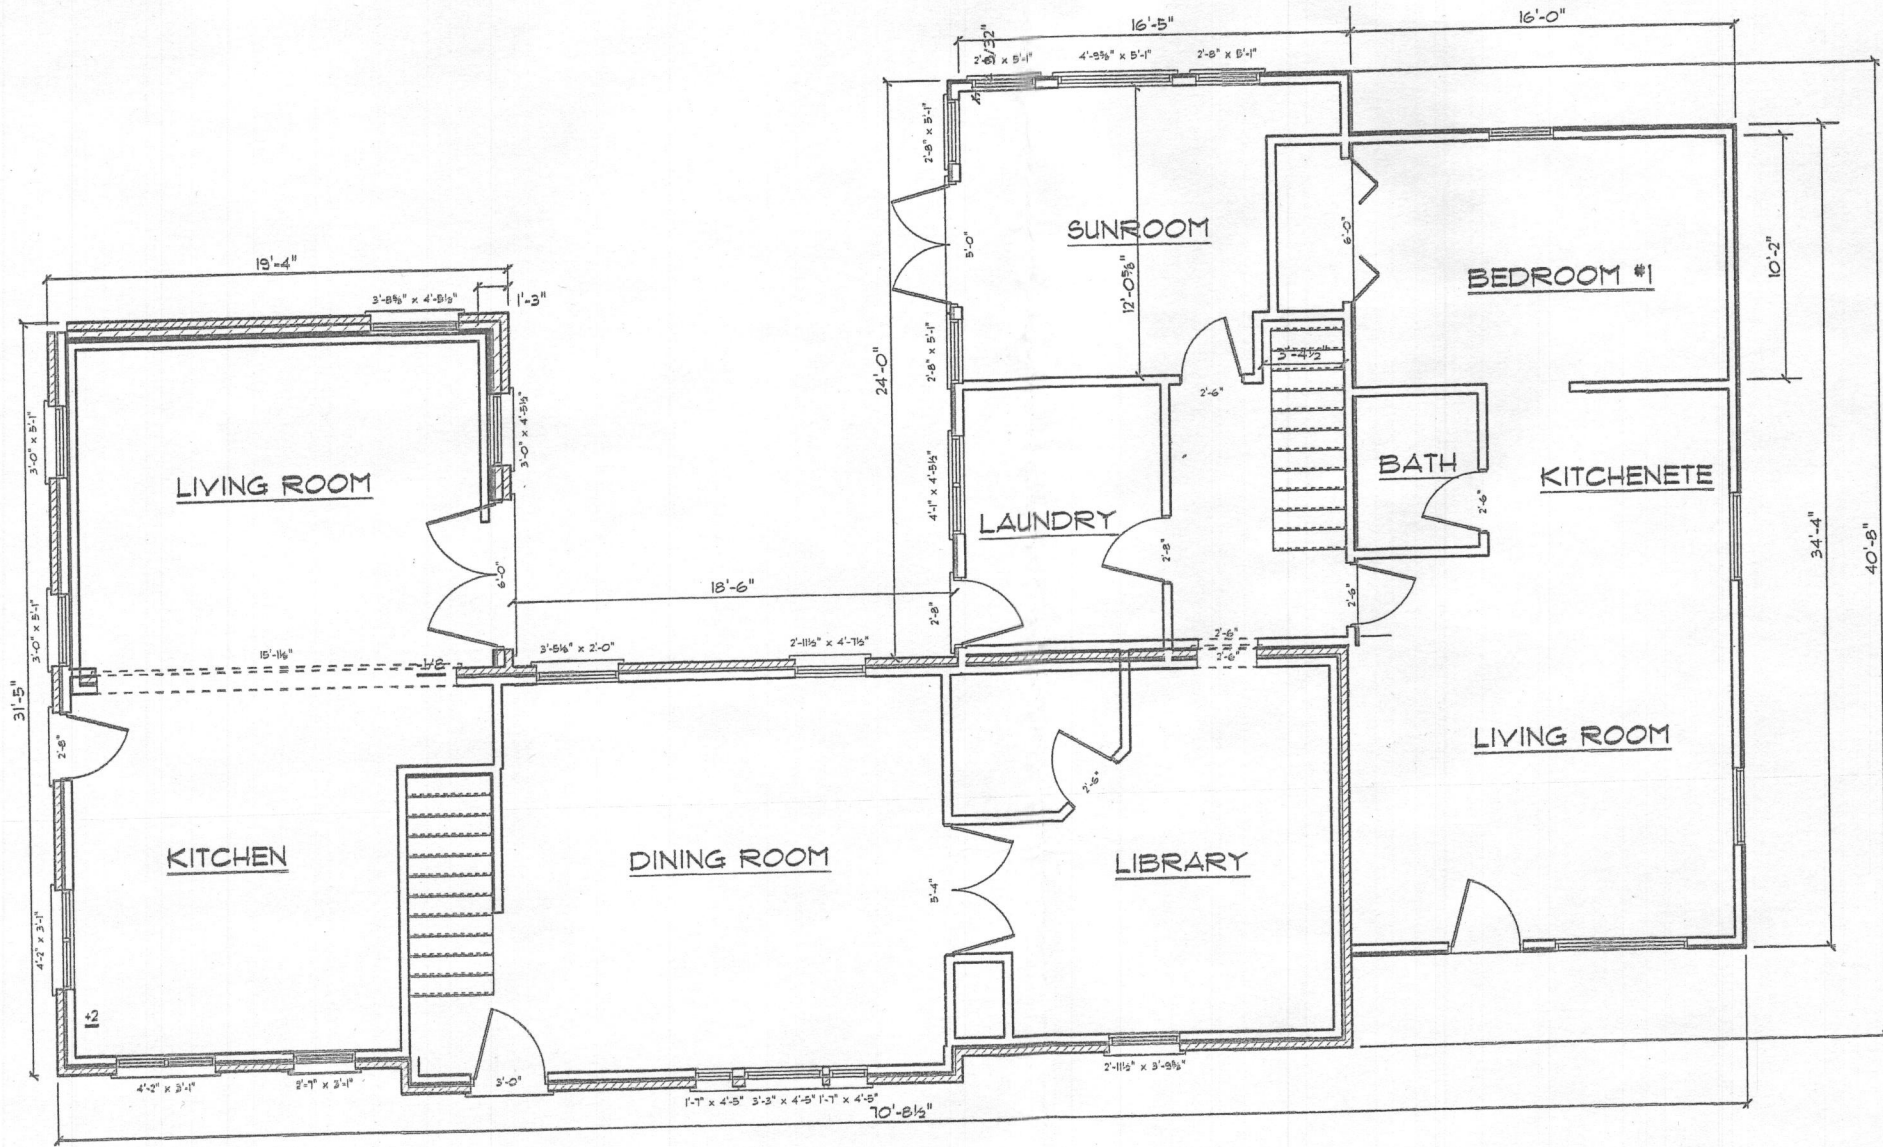 16'-5"
16'-0"
2'-8" x 5'-1"
4'-9⅝" x 5'-1"
2'-8" x 5'-1"
2'-8" x 5'-1"
5'-0"
SUNROOM
6'-0"
BEDROOM #1
10'-2"
19'-4"
1'-3"
3'-8⅝" x 4'-5½"
12'-0⅝"
24'-0"
2'-8" x 5'-1"
3'-4½"
2'-6"
3'-0" x 5'-1"
3'-0" x 4'-5½"
LIVING ROOM
4'-1" x 4'-5½"
LAUNDRY
BATH
2'-6"
KITCHENETE
34'-4"
40'-8"
2'-8"
6'-0"
18'-6"
2'-8"
2'-6"
3'-0" x 5'-1"
3'-5⅛" x 2'-0"
2'-11½" x 4'-7½"
2'-6"
2'-6"
15'-1⅛"
31'-5"
2'-8"
LIVING ROOM
2'-6"
KITCHEN
DINING ROOM
5'-4"
LIBRARY
4'-2" x 3'-1"
+2
4'-2" x 3'-1"
2'-7" x 3'-1"
3'-0"
1'-7" x 4'-5" 3'-3" x 4'-5" 1'-7" x 4'-5"
2'-11½" x 3'-9⅝"
70'-8½"